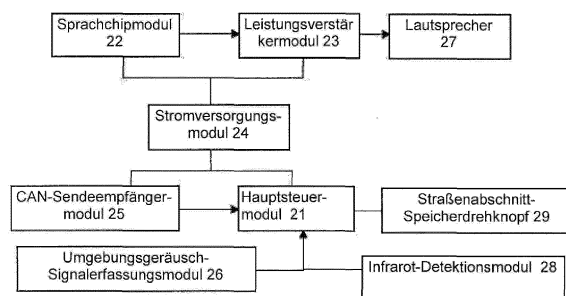 Sprachchipmodul
22
Leistungsverstär
kermodul 23
Lautsprecher
27
Stromversorgungs-
modul 24
CAN-Sendeempfänger-
modul 25
Hauptsteuer-
modul 21
Straßenabschnitt-
Speicherdrehknopf 29
Umgebungsgeräusch-
Signalerfassungsmodul 26
Infrarot-Detektionsmodul 28